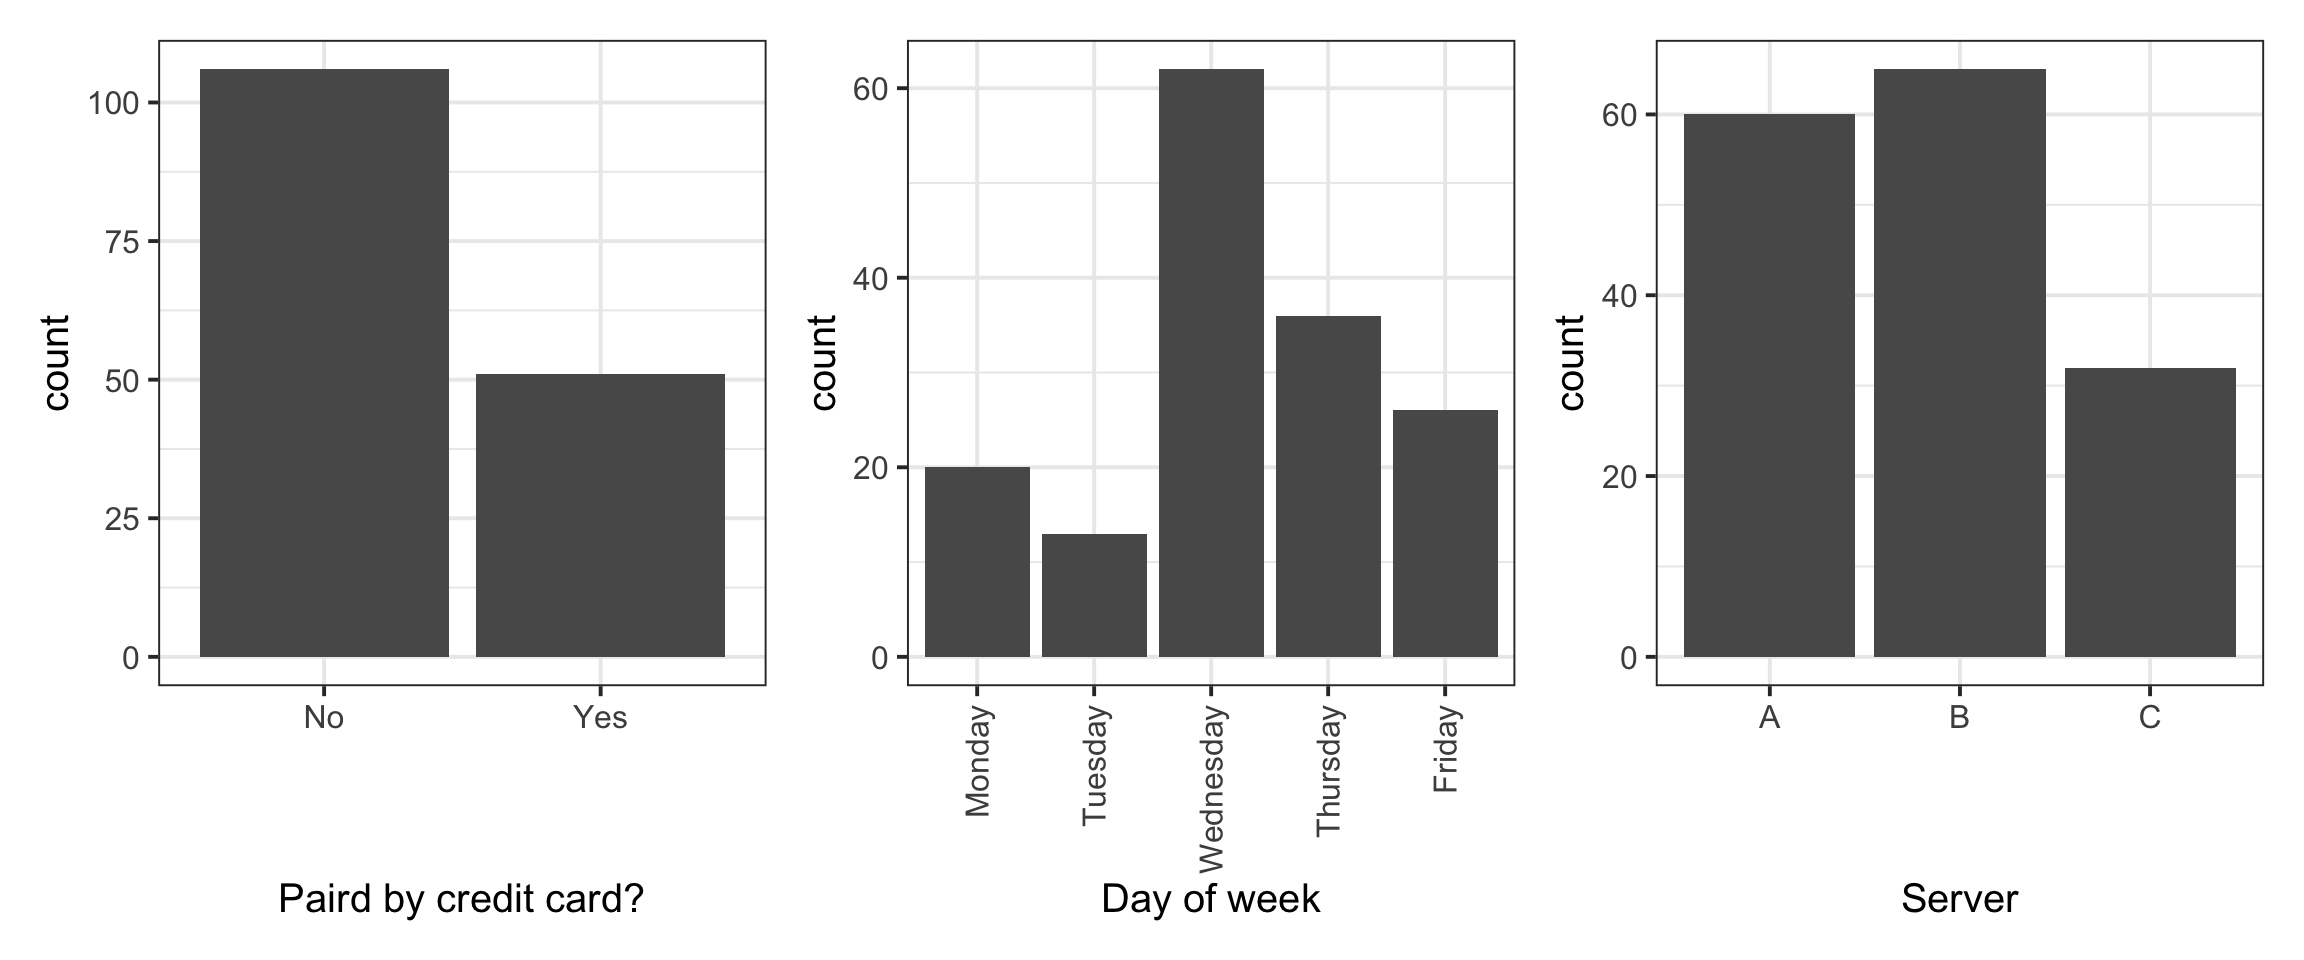 count
100
75
50
25
0
No
Yes
Paird by credit card?
count
60
40
20
0
Monday
Tuesday
Wednesday
Thursday
Friday
Day of week
count
60
40
20
0
A
B
C
Server